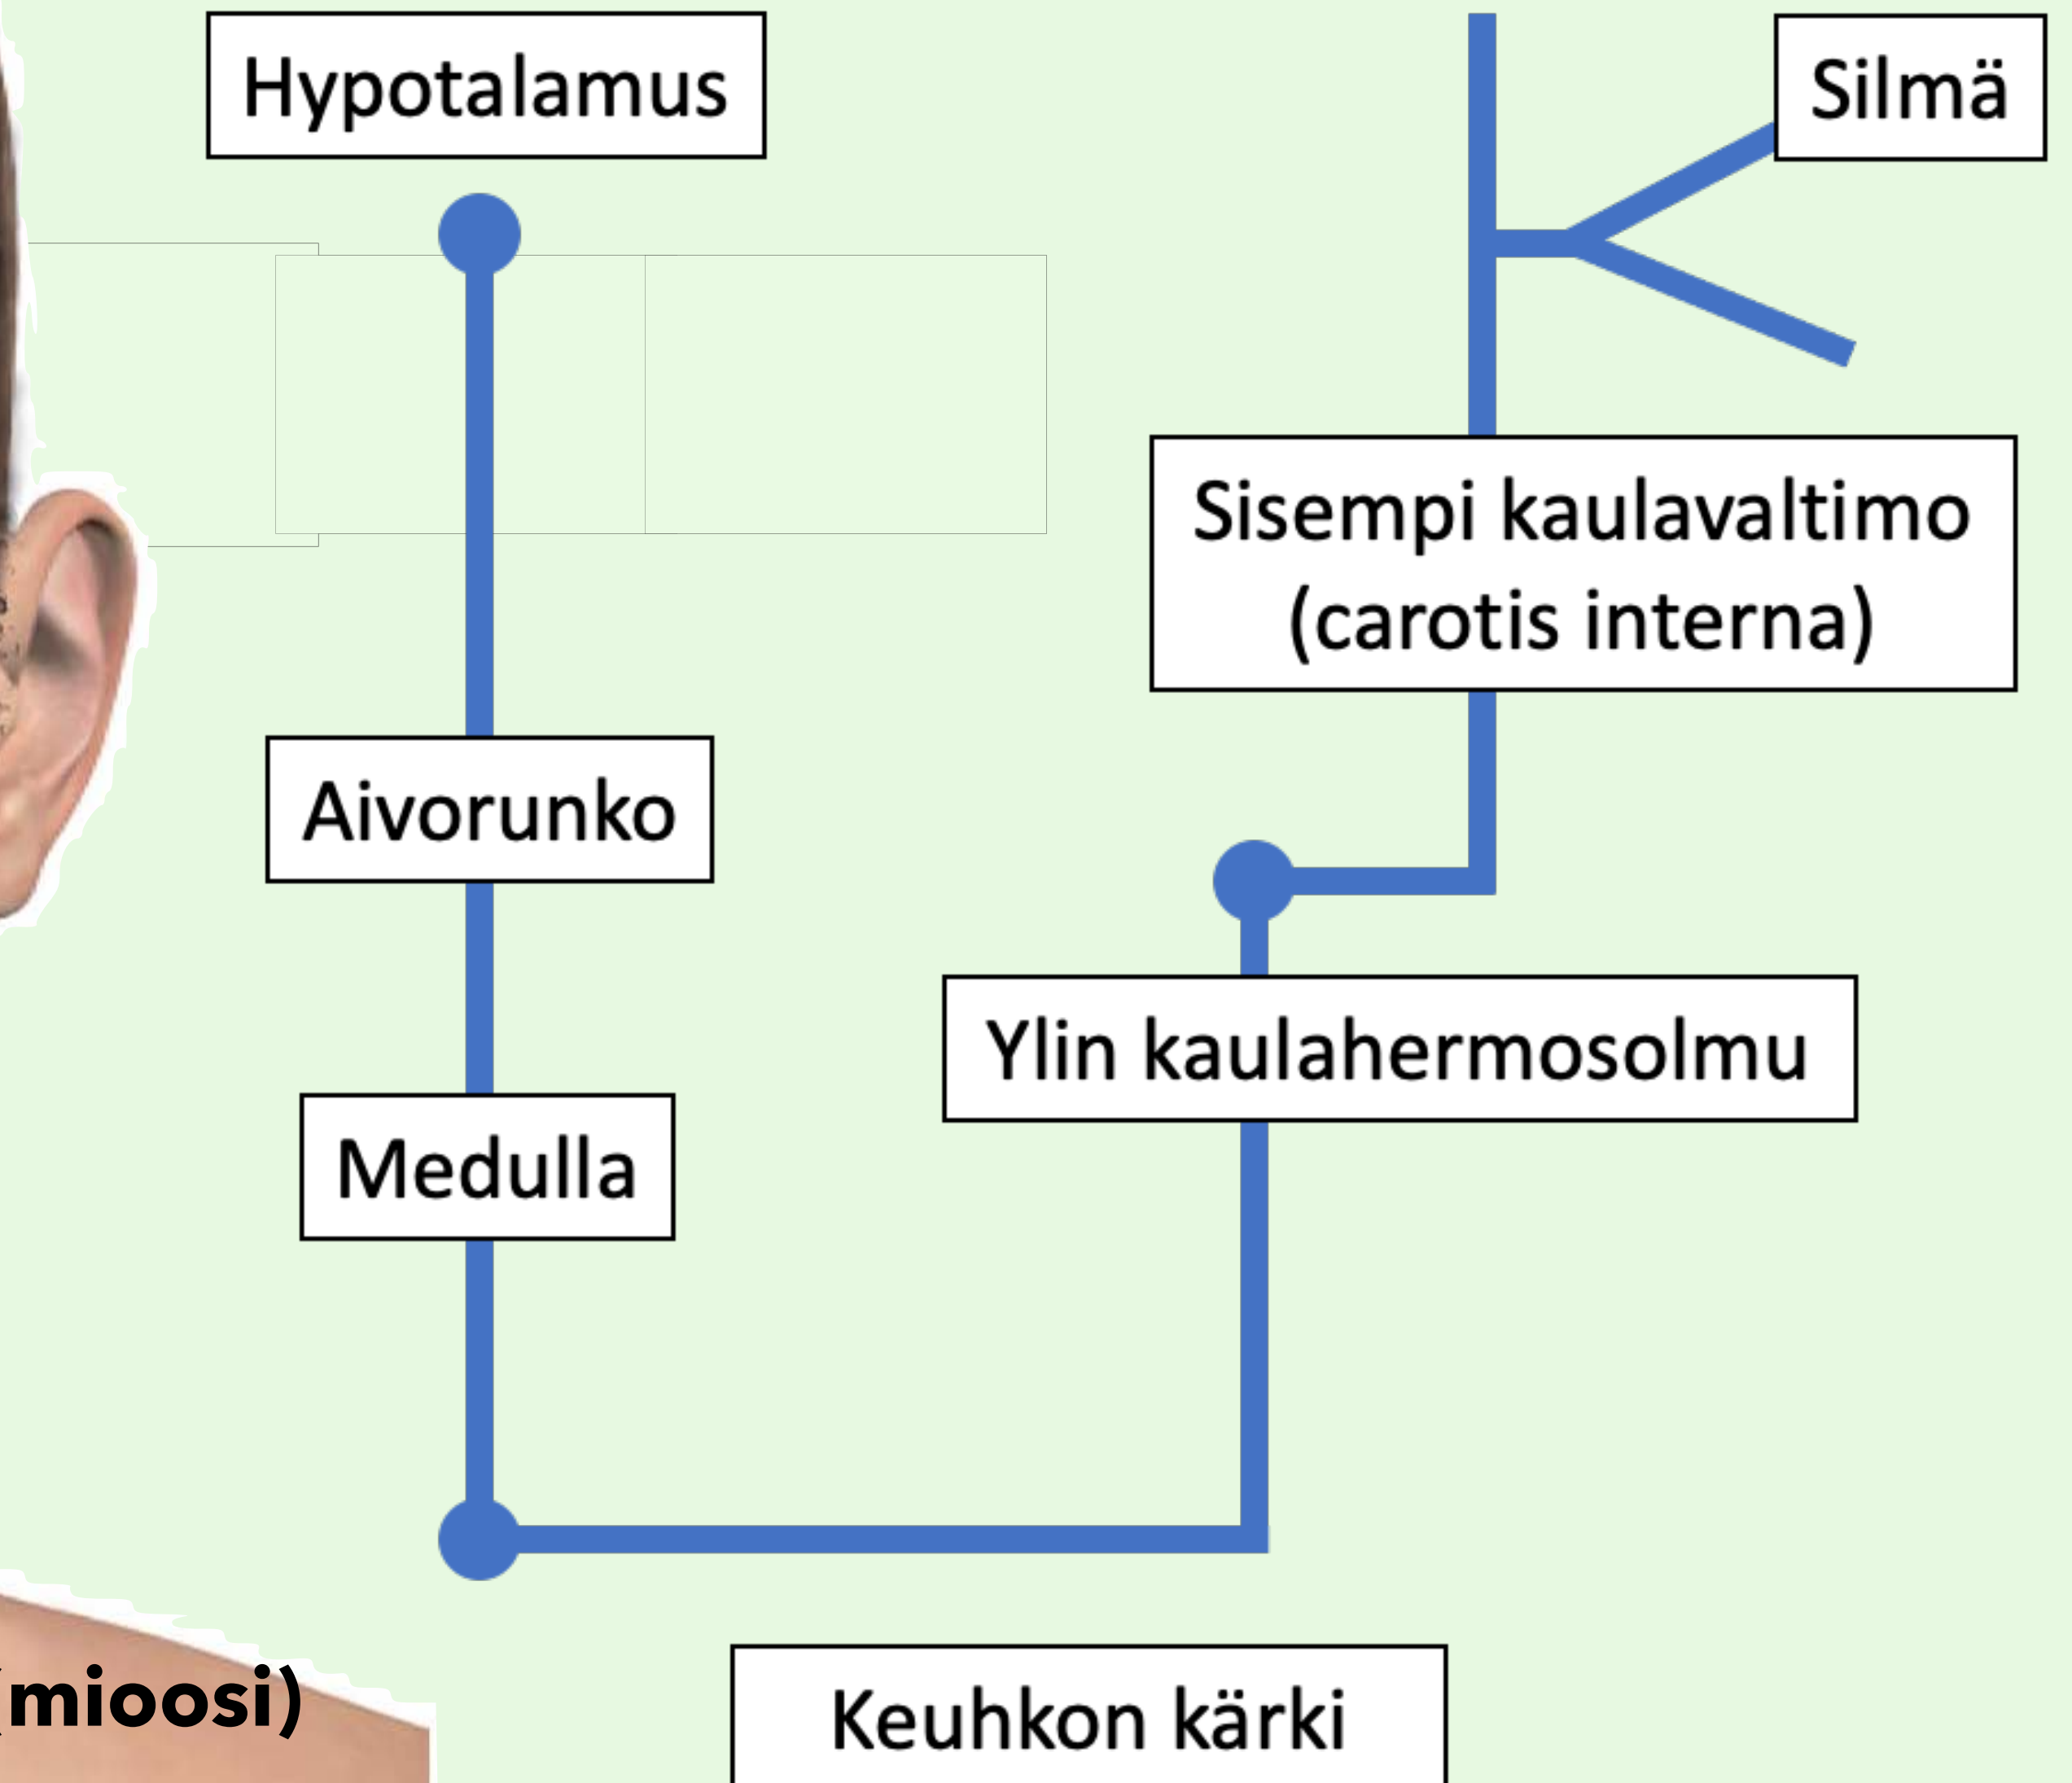 Hypotalamus
Silmä
Sisempi kaulavaltimo
(carotis interna)
Aivorunko
Ylin kaulahermosolmu
Medulla
(mioosi)
Keuhkon kärki